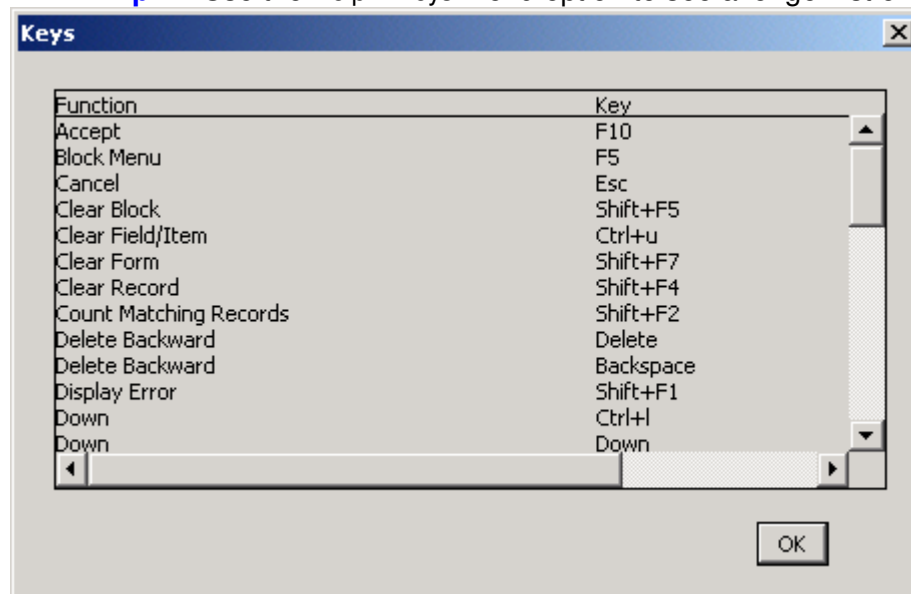 Keys
Function Key
Accept F10
Block Menu F5
Cancel Esc
Clear Block Shift+F5
Clear Field/Item Ctrl+u
Clear Form Shift+F7
Clear Record Shift+F4
Count Matching Records Shift+F2
Delete Backward Delete
Delete Backward Backspace
Display Error Shift+F1
Down Ctrl+l
Down Down
OK